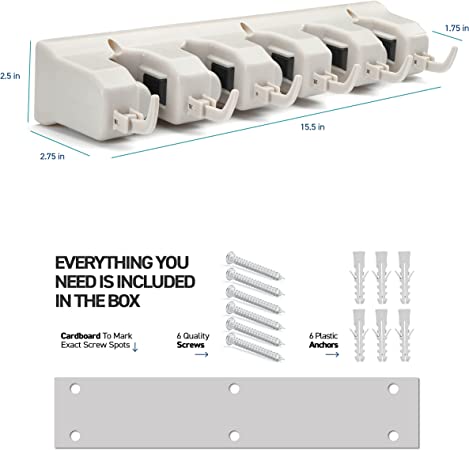 1.75 in
2.5 in
15.5 in
2.75 in
EVERYTHING YOU
NEED IS INCLUDED
IN THE BOX
Cardboard To Mark
Exact Screw Spots ↓
6 Quality
Screws
6 Plastic
Anchors